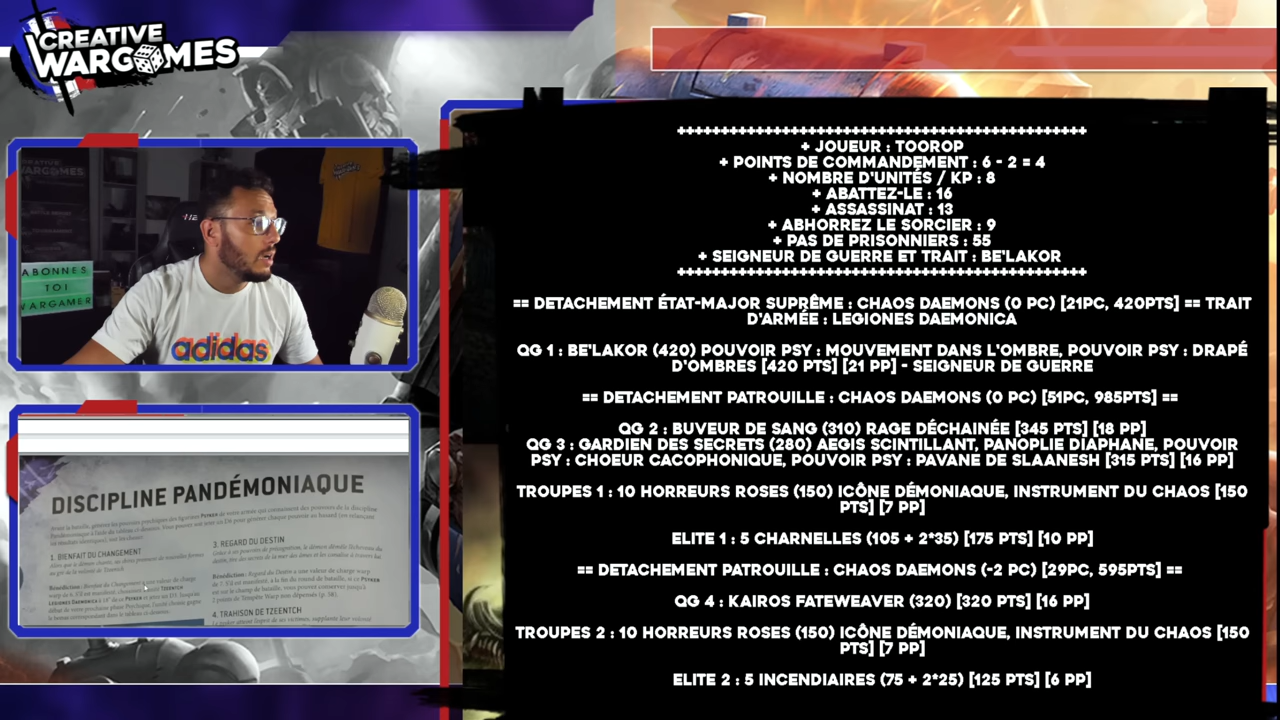 CREATIVE
WARGAMES
ABONNES
TOI
WARGAMER
adidas
DISCIPLINE PANDÉMONIAQUE
1. BIENFAIT DU CHANGEMENT
3. REGARD DU DESTIN
4. TRAHISON DE TZEENTCH
++++++++++++++++++++++++++++++++++++++++++++++
+ JOUEUR : TOOROP
+ POINTS DE COMMANDEMENT : 6 - 2 = 4
+ NOMBRE D'UNITÉS / KP : 8
+ ABATTEZ-LE : 16
+ ASSASSINAT : 13
+ ABHORREZ LE SORCIER : 9
+ PAS DE PRISONNIERS : 55
+ SEIGNEUR DE GUERRE ET TRAIT : BE'LAKOR
++++++++++++++++++++++++++++++++++++++++++++++
== DETACHEMENT ÉTAT-MAJOR SUPRÊME : CHAOS DAEMONS (0 PC) [21PC, 420PTS] == TRAIT
D'ARMÉE : LEGIONES DAEMONICA
QG 1 : BE'LAKOR (420) POUVOIR PSY : MOUVEMENT DANS L'OMBRE, POUVOIR PSY : DRAPÉ
D'OMBRES [420 PTS] [21 PP] - SEIGNEUR DE GUERRE
== DETACHEMENT PATROUILLE : CHAOS DAEMONS (0 PC) [51PC, 985PTS] ==
QG 2 : BUVEUR DE SANG (310) RAGE DÉCHAINÉE [345 PTS] [18 PP]
QG 3 : GARDIEN DES SECRETS (280) AEGIS SCINTILLANT, PANOPLIE DIAPHANE, POUVOIR
PSY : CHOEUR CACOPHONIQUE, POUVOIR PSY : PAVANE DE SLAANESH [315 PTS] [16 PP]
TROUPES 1 : 10 HORREURS ROSES (150) ICÔNE DÉMONIAQUE, INSTRUMENT DU CHAOS [150
PTS] [7 PP]
ELITE 1 : 5 CHARNELLES (105 + 2*35) [175 PTS] [10 PP]
== DETACHEMENT PATROUILLE : CHAOS DAEMONS (-2 PC) [29PC, 595PTS] ==
QG 4 : KAIROS FATEWEAVER (320) [320 PTS] [16 PP]
TROUPES 2 : 10 HORREURS ROSES (150) ICÔNE DÉMONIAQUE, INSTRUMENT DU CHAOS [150
PTS] [7 PP]
ELITE 2 : 5 INCENDIAIRES (75 + 2*25) [125 PTS] [6 PP]